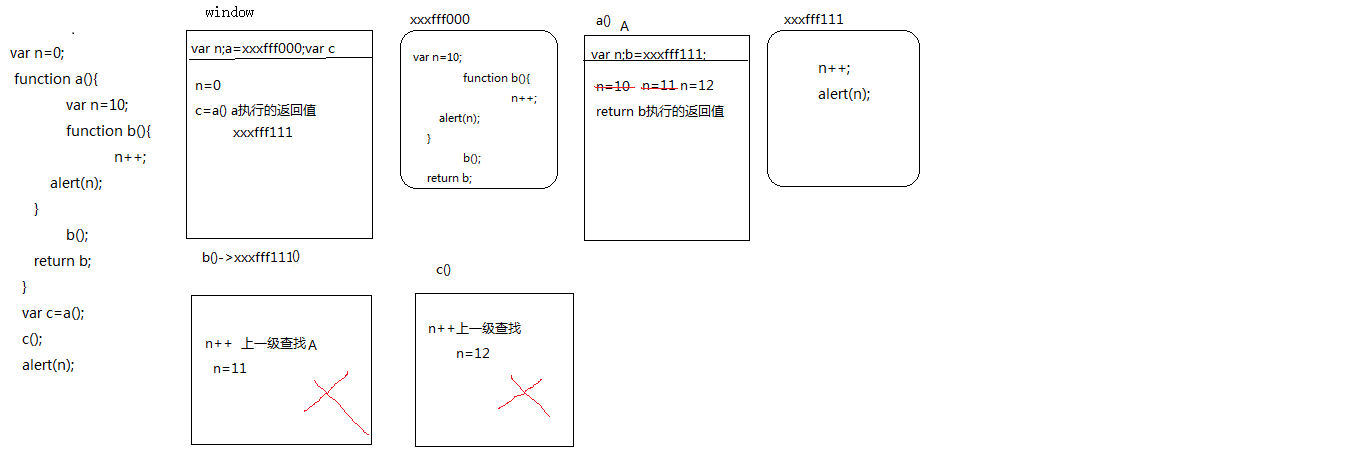 var n=0;
function a(){
var n=10;
function b(){
n++;
alert(n);
}
b();
return b;
}
var c=a();
c();
alert(n);
window
var n;a=xxxfff000;var c
n=0
c=a() a执行的返回值
xxxfff111
xxxfff000
var n=10;
function b(){
n++;
alert(n);
}
b();
return b;
a() A
var n;b=xxxfff111;
n=10 n=11 n=12
return b执行的返回值
xxxfff111
n++;
alert(n);
b()->xxxfff111()
n++ 上一级查找A
n=11
c()
n++上一级查找
n=12